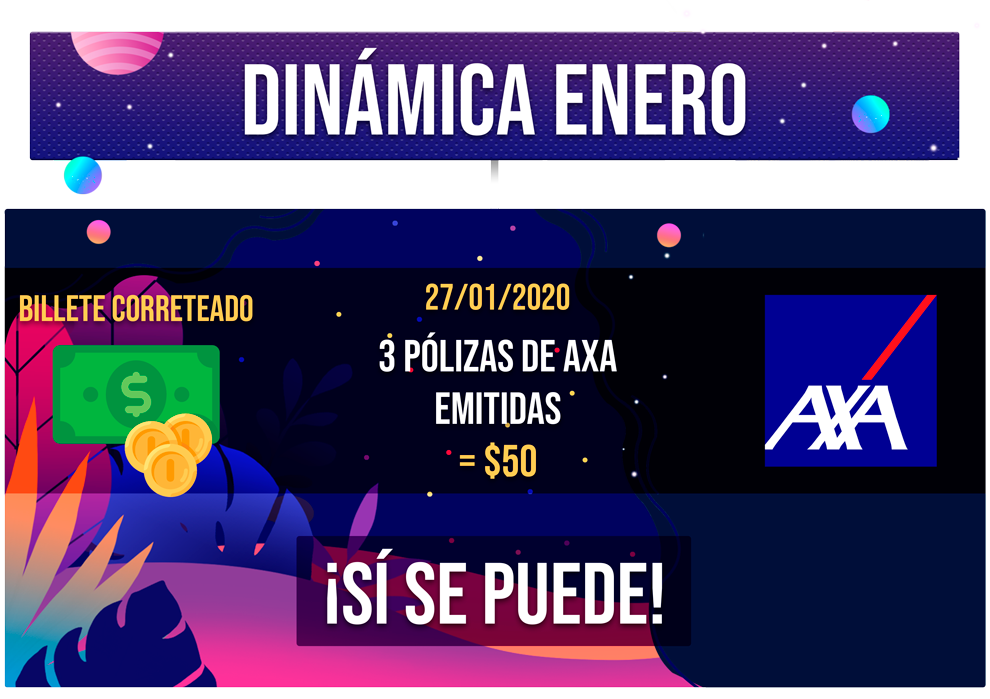 DINÁMICA ENERO
BILLETE CORRETEADO
27/01/2020
3 PÓLIZAS DE AXA
EMITIDAS
= $50
$
AXA
¡SÍ SE PUEDE!